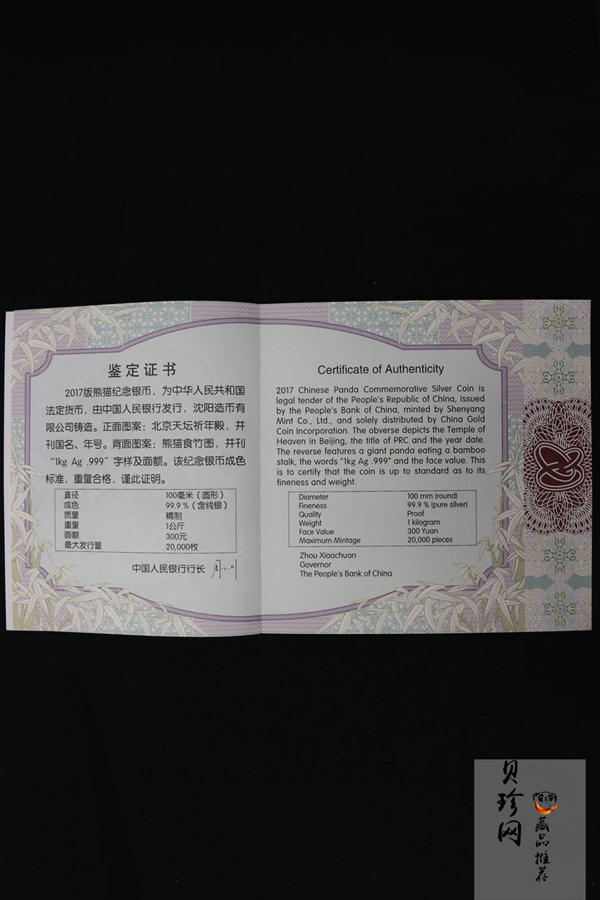 鉴定证书
2017版熊猫纪念银币，为中华人民共和国
法定货币，由中国人民银行发行，沈阳造币有
限公司铸造。正面图案：北京天坛祈年殿，并
刊国名、年号。背面图案：熊猫食竹图，并刊
“1kg Ag .999”字样及面额。该纪念银币成色
标准，重量合格，谨此证明。
直径 100毫米（圆形）
成色 99.9％（含纯银）
质量 精制
重量 1公斤
面额 300元
最大发行量 20,000枚
中国人民银行行长
Certificate of Authenticity
2017 Chinese Panda Commemorative Silver Coin is
legal tender of the People's Republic of China, issued
by the People's Bank of China, minted by Shenyang
Mint Co., Ltd., and solely distributed by China Gold
Coin Incorporation. The obverse depicts the Temple of
Heaven in Beijing, the title of PRC and the year date.
The reverse features a giant panda eating a bamboo
stalk, the words "1kg Ag .999" and the face value. This
is to certify that the coin is up to standard as to its
fineness and weight.
Diameter 100 mm (round)
Fineness 99.9 % (pure silver)
Quality Proof
Weight 1 kilogram
Face Value 300 Yuan
Maximum Mintage 20,000 pieces
Zhou Xiaochuan
Governor
The People's Bank of China
贝珍网
藏品推荐